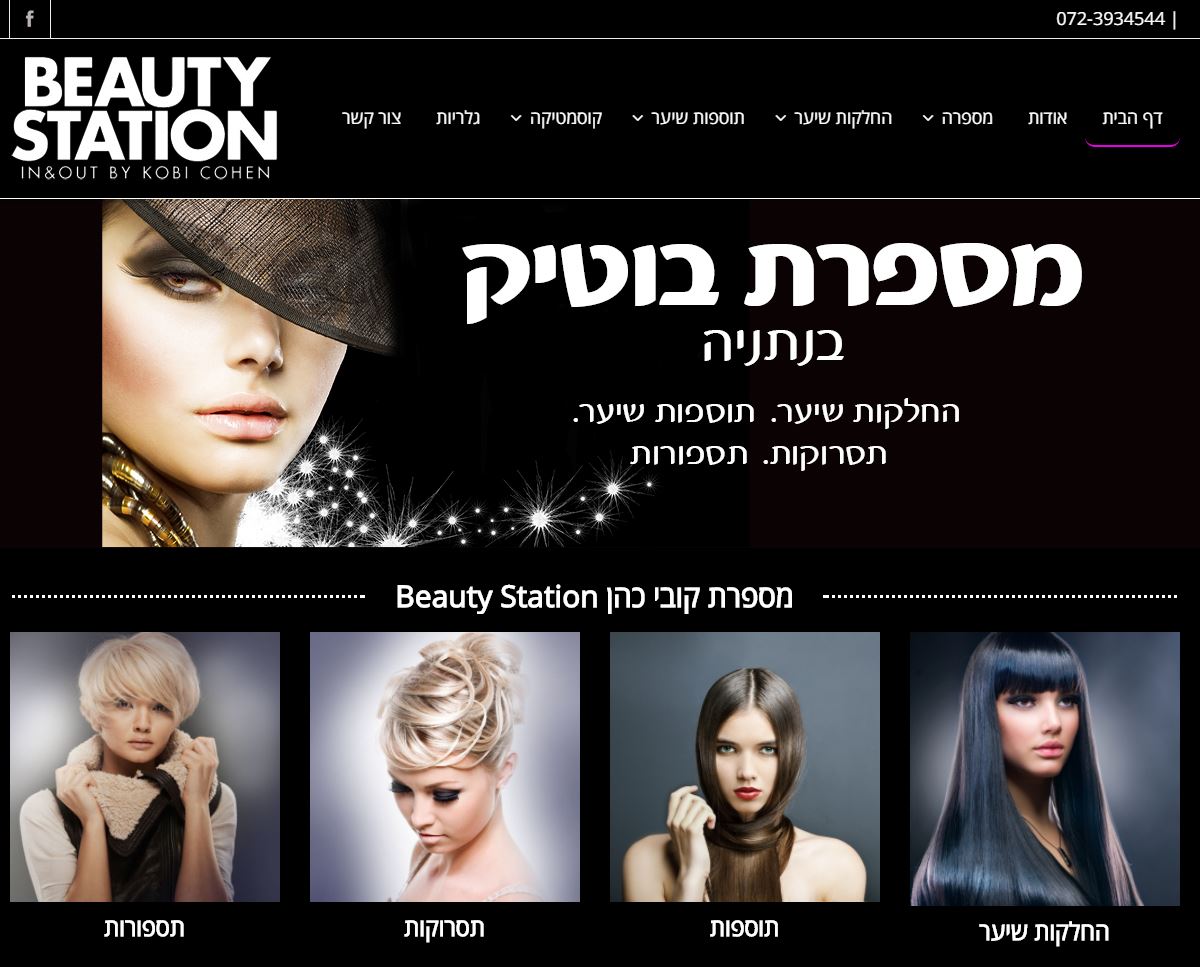 | 072-3934544
f
BEAUTY
STATION
IN&OUT BY KOBI COHEN
דף הבית
אודות
מספרה
החלקות שיער
תוספות שיער
קוסמטיקה
גלריות
צור קשר
מספרת בוטיק
בנתניה
החלקות שיער. תוספות שיער.
תסרוקות. תספורות
מספרת קובי כהן Beauty Station
החלקות שיער
תוספות
תסרוקות
תספורות